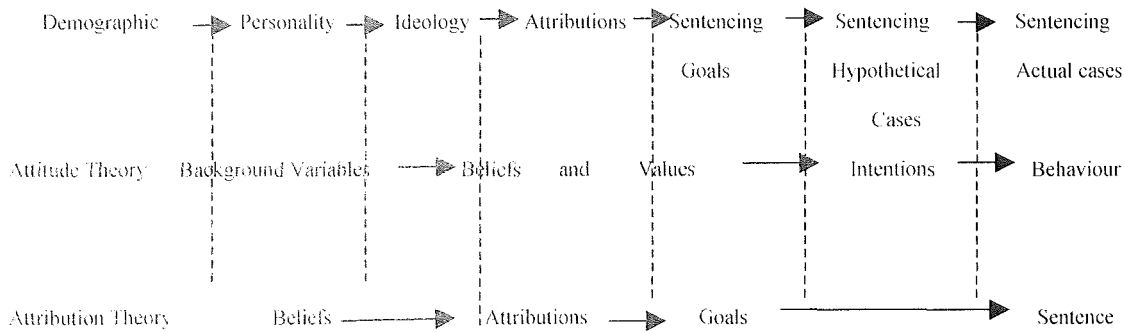 Demographic Personality Ideology Attributions Sentencing Sentencing Sentencing
Goals Hypothetical Actual cases
Cases
Attitude Theory Background Variables Beliefs and Values Intentions Behaviour
Attribution Theory Beliefs Attributions Goals Sentence